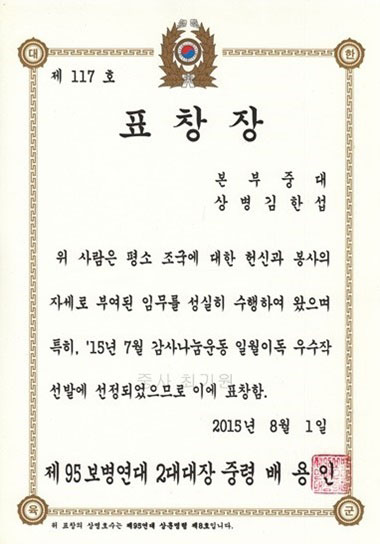 대 한
제 117 호
표 창 장
본 부 중 대
상 병 김 한 섭
위 사람은 평소 조국에 대한 헌신과 봉사의
자세로 부여된 임무를 성실히 수행하여 왔으며
특히, '15년 7월 감사나눔운동 일월이독 우수작
선발에 선정되었으므로 이에 표창함.
중사 최기원
2015년 8월 1일
제 95 보병연대 2대대장 중령 배 용 인
육 군
위 표창의 상명호수는 제95연대 상훈명령 제8호입니다.